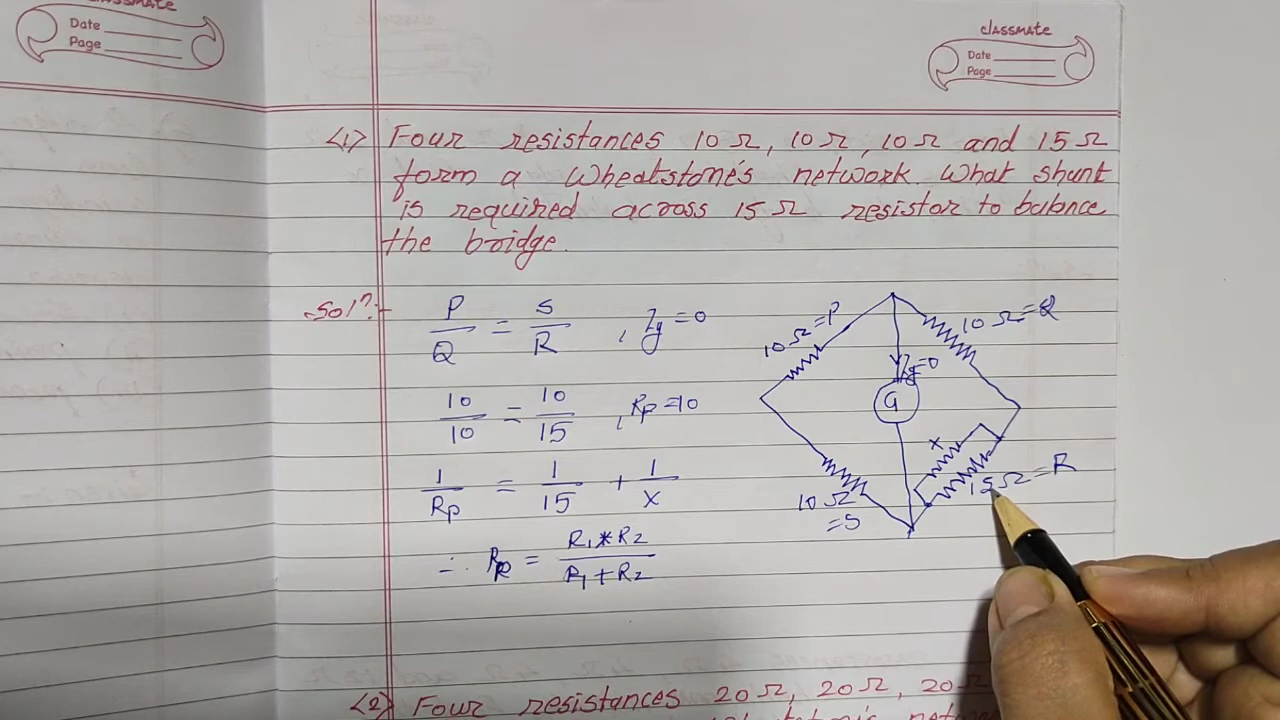 classmate
Date
Page
classmate
Date
Page
<1> Four resistances 10 Ω, 10 Ω, 10 Ω and 15 Ω
form a Wheatstone's network. What shunt
is required across 15 Ω resistor to balance
the bridge.
Solⁿ:-
P/Q = S/R , Ig = 0
10/10 = 10/15 , Rp = 10
1/Rp = 1/15 + 1/x
∴ Rp = R1 * R2 / R1 + R2
10 Ω = P
10 Ω = Q
Ig = 0
G
x
15 Ω = R
10 Ω
= S
<2> Four resistances 20 Ω, 20 Ω, 20 Ω